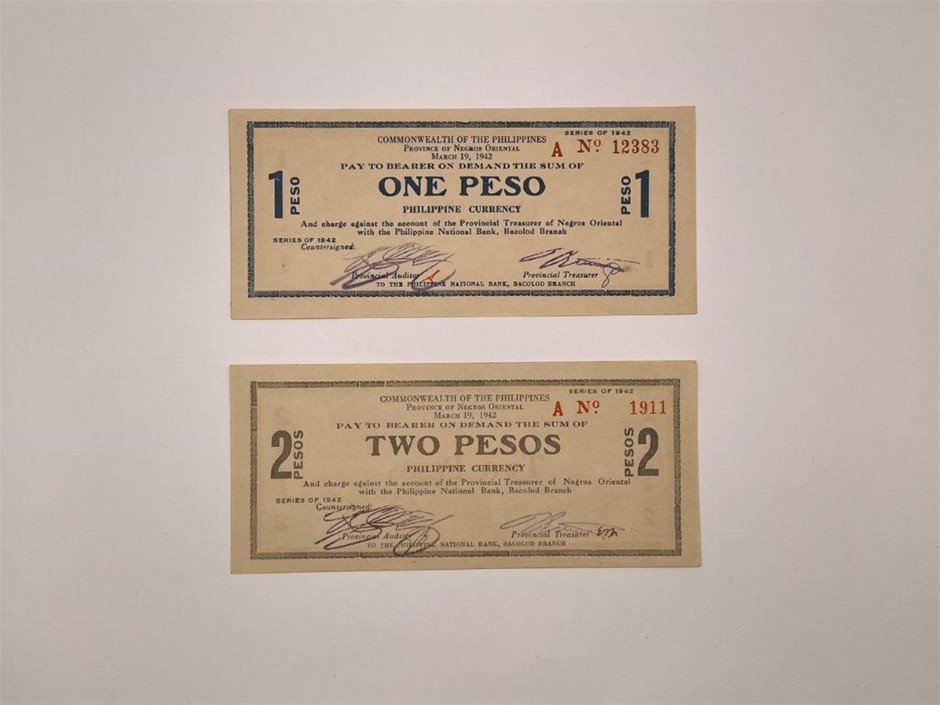 SERIES OF 1942
COMMONWEALTH OF THE PHILIPPINES
PROVINCE OF NEGROS ORIENTAL
A Nº 12383
MARCH 19, 1942
PAY TO BEARER ON DEMAND THE SUM OF
1 PESO
ONE PESO
PESO 1
PHILIPPINE CURRENCY
And charge against the account of the Provincial Treasurer of Negros Oriental
with the Philippine National Bank, Bacolod Branch
SERIES OF 1942
Countersigned:
Provincial Auditor
Provincial Treasurer
TO THE PHILIPPINE NATIONAL BANK, BACOLOD BRANCH
SERIES OF 1942
COMMONWEALTH OF THE PHILIPPINES
PROVINCE OF NEGROS ORIENTAL
A Nº 1911
MARCH 19, 1942
PAY TO BEARER ON DEMAND THE SUM OF
2 PESOS
TWO PESOS
PESOS 2
PHILIPPINE CURRENCY
And charge against the account of the Provincial Treasurer of Negros Oriental
with the Philippine National Bank, Bacolod Branch
SERIES OF 1942
Countersigned:
Provincial Auditor
Provincial Treasurer
TO THE PHILIPPINE NATIONAL BANK, BACOLOD BRANCH